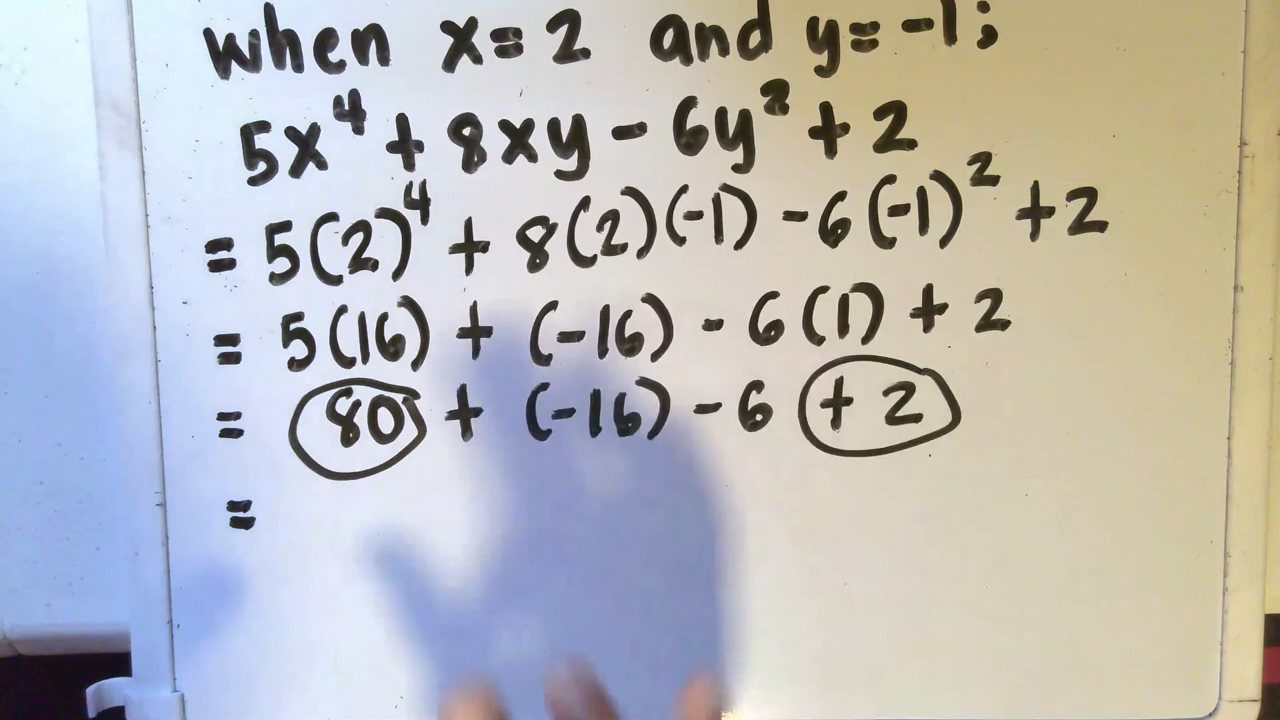 when x=2 and y=-1;
5x⁴ + 8xy - 6y² + 2
= 5(2)⁴ + 8(2)(-1) - 6(-1)² + 2
= 5(16) + (-16) - 6(1) + 2
= 80 + (-16) - 6 + 2
=